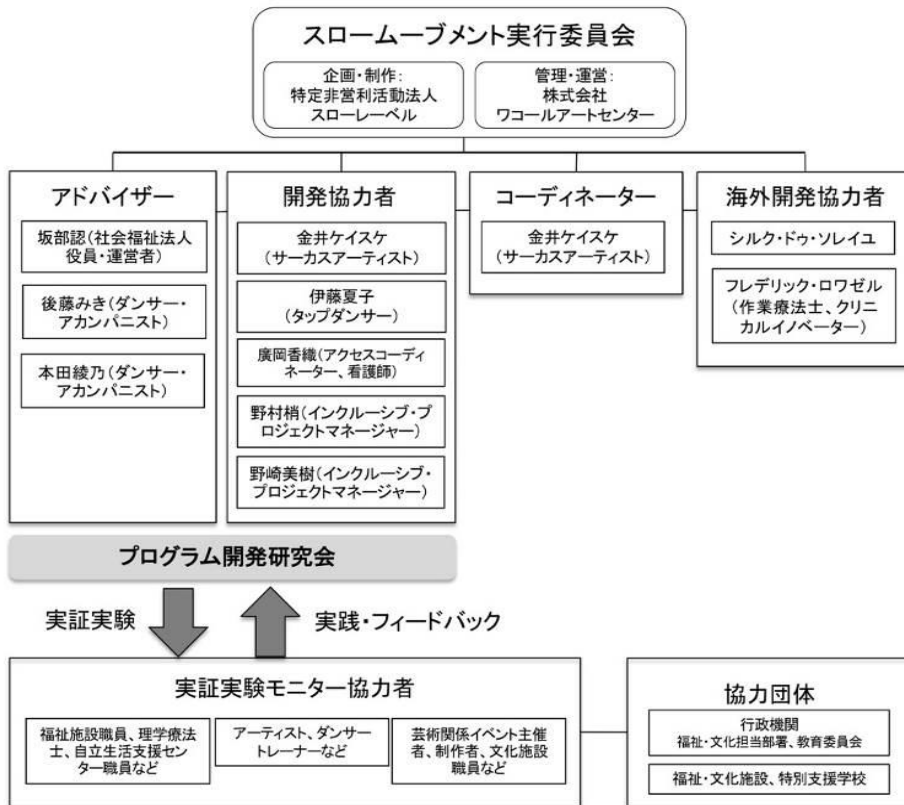 スロームーブメント実行委員会
企画・制作：
特定非営利活動法人
スローレーベル
管理・運営：
株式会社
ワコールアートセンター
アドバイザー
坂部認（社会福祉法人
役員・運営者）
後藤みき（ダンサー・
アカンパニスト）
本田綾乃（ダンサー・
アカンパニスト）
開発協力者
金井ケイスケ
（サーカスアーティスト）
伊藤夏子
（タップダンサー）
廣岡香織（アクセスコーディ
ネーター、看護師）
野村梢（インクルーシブ・プ
ロジェクトマネージャー）
野崎美樹（インクルーシブ・
プロジェクトマネージャー）
コーディネーター
金井ケイスケ
（サーカスアーティスト）
海外開発協力者
シルク・ドゥ・ソレイユ
フレデリック・ロワゼル
（作業療法士、クリニ
カルイノベーター）
プログラム開発研究会
実証実験
実践・フィードバック
実証実験モニター協力者
福祉施設職員、理学療法
士、自立生活支援セン
ター職員など
アーティスト、ダンサー
トレーナーなど
芸術関係イベント主催
者、制作者、文化施設
職員など
協力団体
行政機関
福祉・文化担当部署、教育委員会
福祉・文化施設、特別支援学校